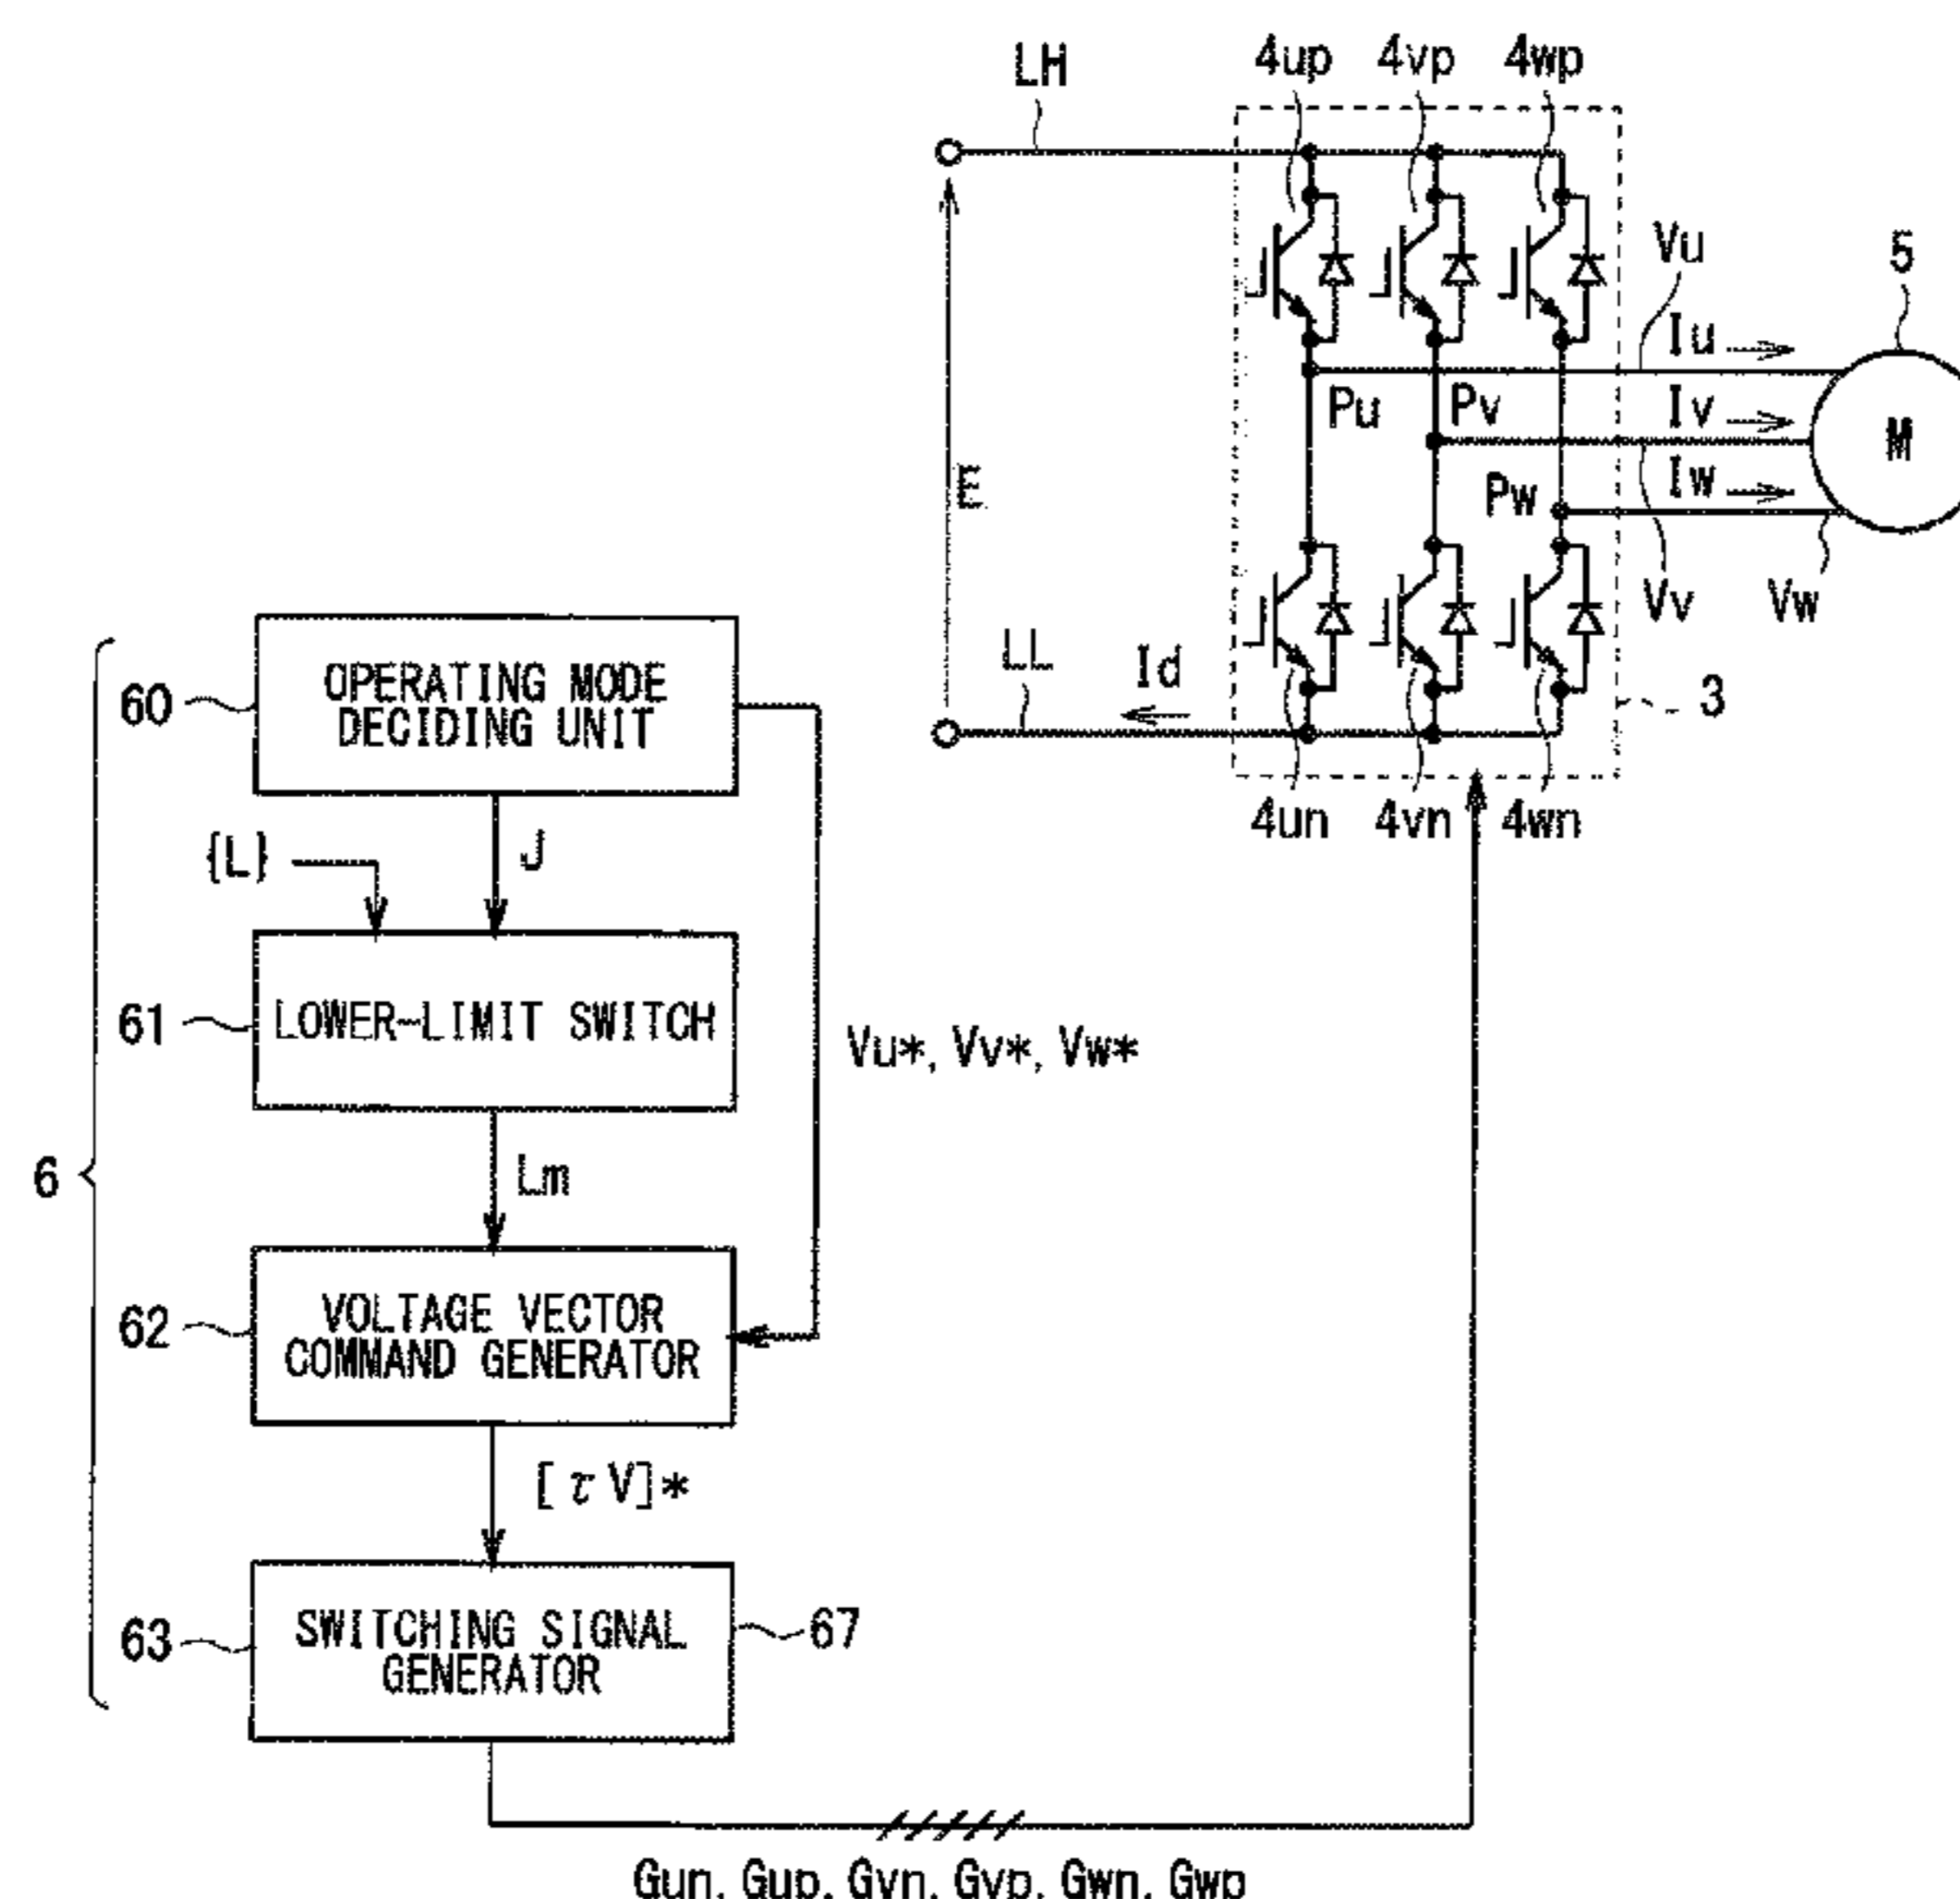 LH
4up 4vp 4wp
Vu
5
Iu
Pu
Pv
Iv
M
E
Pw
Iw
LL
Id
Vv
Vw
3
4un 4vn 4wn
6
60
OPERATING MODE
DECIDING UNIT
{L}
J
61
LOWER-LIMIT SWITCH
Vu*, Vv*, Vw*
Lm
62
VOLTAGE VECTOR
COMMAND GENERATOR
[τV]*
63
SWITCHING SIGNAL
GENERATOR
67
Gun, Gup, Gvn, Gvp, Gwn, Gwp